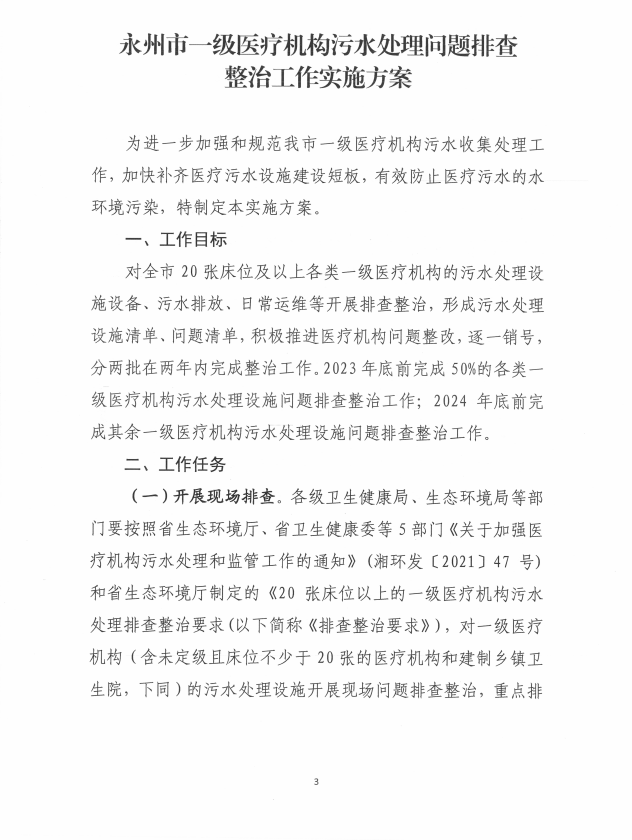 永州市一级医疗机构污水处理问题排查
整治工作实施方案
为进一步加强和规范我市一级医疗机构污水收集处理工
作，加快补齐医疗污水设施建设短板，有效防止医疗污水的水
环境污染，特制定本实施方案。
一、工作目标
对全市 20 张床位及以上各类一级医疗机构的污水处理设
施设备、污水排放、日常运维等开展排查整治，形成污水处理
设施清单、问题清单，积极推进医疗机构问题整改，逐一销号，
分两批在两年内完成整治工作。2023 年底前完成 50%的各类一
级医疗机构污水处理设施问题排查整治工作；2024 年底前完
成其余一级医疗机构污水处理设施问题排查整治工作。
二、工作任务
（一）开展现场排查。各级卫生健康局、生态环境局等部
门要按照省生态环境厅、省卫生健康委等 5 部门《关于加强医
疗机构污水处理和监管工作的通知》（湘环发〔2021〕47 号）
和省生态环境厅制定的《20 张床位以上的一级医疗机构污水
处理排查整治要求（以下简称《排查整治要求》），对一级医疗
机构（含未定级且床位不少于 20 张的医疗机构和建制乡镇卫
生院，下同）的污水处理设施开展现场问题排查整治，重点排
3